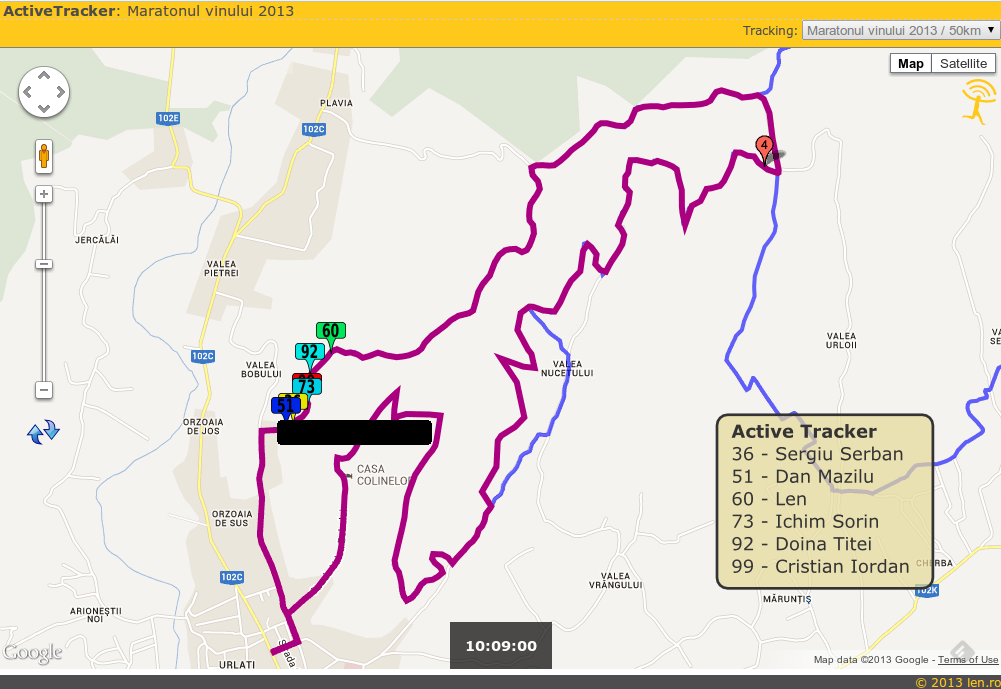 ActiveTracker: Maratonul vinului 2013
Tracking: Maratonul vinului 2013 / 50km
Map Satellite
PLAVIA
102E
102C
4
JERCĂLĂI
VALEA
PIETREI
60
92
102C
VALEA
BOBULUI
73
51
VALEA
NUCETULUI
VALEA
URLOII
ORZOAIA
DE JOS
CASA
COLINELOR
ORZOAIA
DE SUS
Active Tracker
36 - Sergiu Serban
51 - Dan Mazilu
60 - Len
73 - Ichim Sorin
92 - Doina Titei
99 - Cristian Iordan
102C
VALEA
VRÂNGULUI
102K
MĂRUNȚIȘ
ARIONEȘTII
NOI
10:09:00
Google
URLATI
Map data ©2013 Google - Terms of Use
© 2013 len.ro